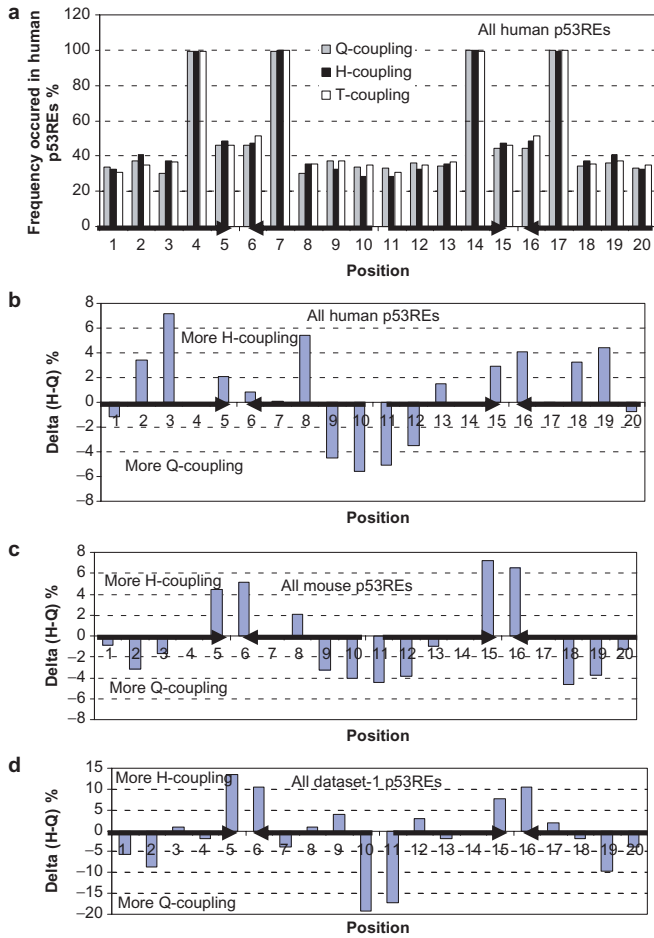 a
All human p53REs
Frequency occured in human
p53REs %
120
100
80
60
40
20
0
Q-coupling
H-coupling
T-coupling
1 2 3 4 5 6 7 8 9 10 11 12 13 14 15 16 17 18 19 20
Position
b
All human p53REs
Delta (H-Q) %
8
6
4
2
0
−2
−4
−6
−8
More H-coupling
1 2 3 4 5 6 7 8 9 10 11 12 13 14 15 16 17 18 19 20
More Q-coupling
Position
c
Delta (H-Q) %
8
6
4
2
0
−2
−4
−6
−8
More H-coupling
All mouse p53REs
1 2 3 4 5 6 7 8 9 10 11 12 13 14 15 16 17 18 19 20
More Q-coupling
Position
d
Delta (H-Q) %
15
10
5
0
−5
−10
−15
−20
More H-coupling
All dataset-1 p53REs
1 2 3 4 5 6 7 8 9 10 11 12 13 14 15 16 17 18 19 20
More Q-coupling
Position